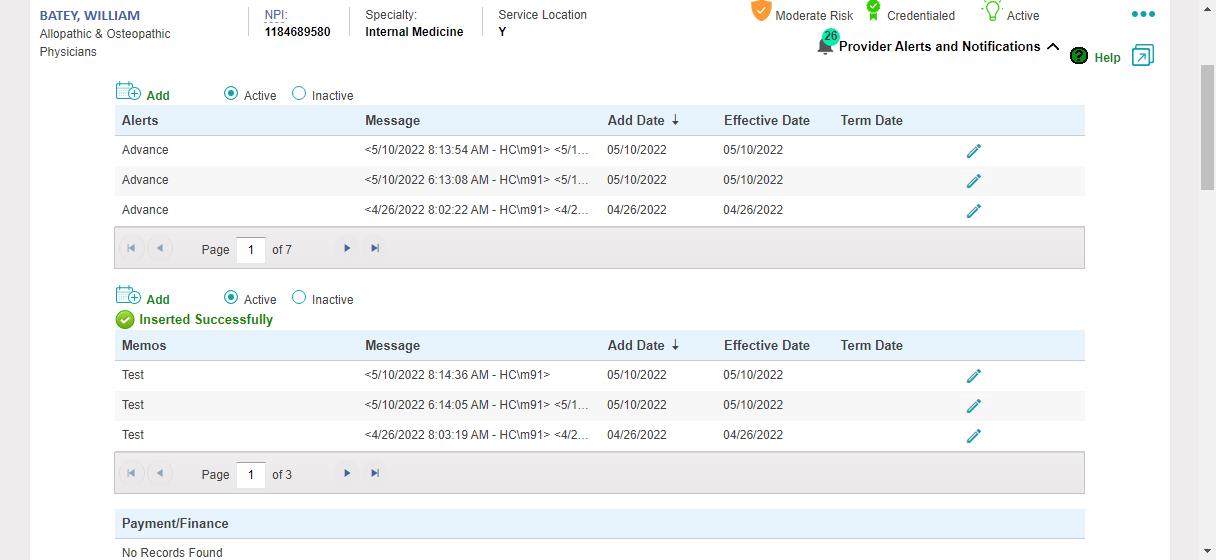 BATEY, WILLIAM
Allopathic & Osteopathic
Physicians
NPI:
1184689580
Specialty:
Internal Medicine
Service Location
Y
Moderate Risk
Credentialed
Active
26
Provider Alerts and Notifications
? Help
Add Active Inactive
Alerts Message Add Date ↓ Effective Date Term Date
Advance <5/10/2022 8:13:54 AM - HC\m91> <5/1... 05/10/2022 05/10/2022
Advance <5/10/2022 6:13:08 AM - HC\m91> <5/1... 05/10/2022 05/10/2022
Advance <4/26/2022 8:02:22 AM - HC\m91> <4/2... 04/26/2022 04/26/2022
Page 1 of 7
Add Active Inactive
Inserted Successfully
Memos Message Add Date ↓ Effective Date Term Date
Test <5/10/2022 8:14:36 AM - HC\m91> 05/10/2022 05/10/2022
Test <5/10/2022 6:14:05 AM - HC\m91> <5/1... 05/10/2022 05/10/2022
Test <4/26/2022 8:03:19 AM - HC\m91> <4/2... 04/26/2022 04/26/2022
Page 1 of 3
Payment/Finance
No Records Found